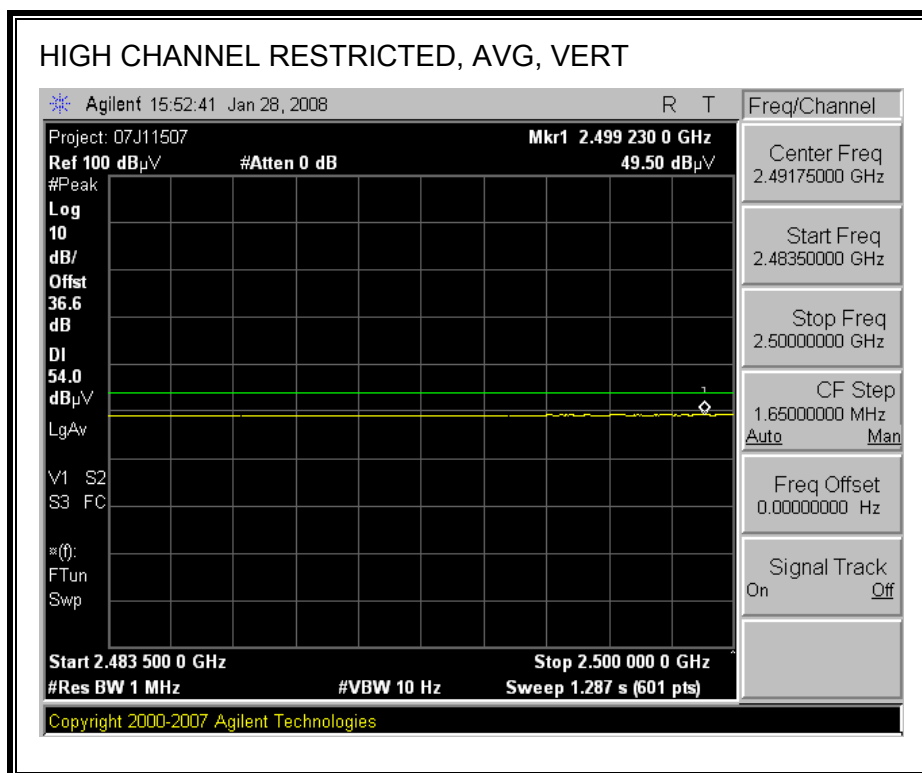 HIGH CHANNEL RESTRICTED, AVG, VERT
Agilent 15:52:41 Jan 28, 2008 R T
Freq/Channel
Project: 07J11507 Mkr1 2.499 230 0 GHz
Ref 100 dBµV #Atten 0 dB 49.50 dBµV
#Peak
Log
10
dB/
Offst
36.6
dB
DI
54.0
dBµV
LgAv
V1 S2
S3 FC
¤(f):
FTun
Swp
1
Start 2.483 500 0 GHz Stop 2.500 000 0 GHz
#Res BW 1 MHz #VBW 10 Hz Sweep 1.287 s (601 pts)
Copyright 2000-2007 Agilent Technologies
Center Freq
2.49175000 GHz
Start Freq
2.48350000 GHz
Stop Freq
2.50000000 GHz
CF Step
1.65000000 MHz
Auto Man
Freq Offset
0.00000000 Hz
Signal Track
On Off